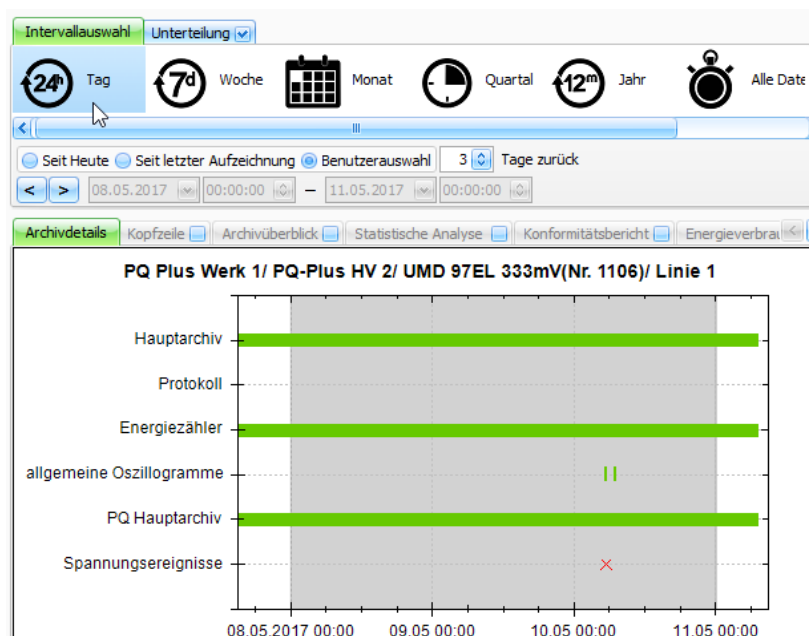 Intervallauswahl Unterteilung
24h Tag 7d Woche Monat Quartal 12m Jahr Alle Date
Seit Heute Seit letzter Aufzeichnung Benutzerauswahl 3 Tage zurück
< > 08.05.2017 00:00:00 – 11.05.2017 00:00:00
Archivdetails Kopfzeile Archivüberblick Statistische Analyse Konformitätsbericht Energieverbrau <
PQ Plus Werk 1/ PQ-Plus HV 2/ UMD 97EL 333mV(Nr. 1106)/ Linie 1
Hauptarchiv
Protokoll
Energiezähler
allgemeine Oszillogramme
PQ Hauptarchiv
Spannungsereignisse
08.05.2017 00:00 09.05 00:00 10.05 00:00 11.05 00:00